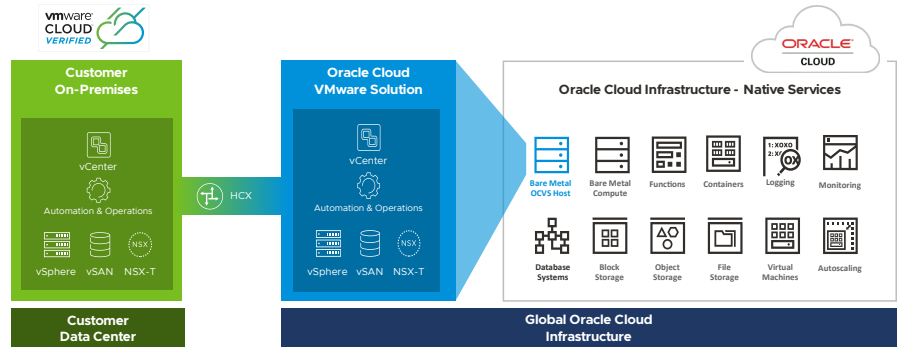 vmware
CLOUD
VERIFIED
ORACLE
CLOUD
Customer
On-Premises
vCenter
Automation & Operations
NSX
vSphere vSAN NSX-T
HCX
Oracle Cloud
VMware Solution
vCenter
Automation & Operations
NSX
vSphere vSAN NSX-T
Oracle Cloud Infrastructure - Native Services
1: XOXO
2: X
OX
Bare Metal
OCVS Host
Bare Metal
Compute
Functions
Containers
Logging
Monitoring
Database
Systems
Block
Storage
Object
Storage
File
Storage
Virtual
Machines
Autoscaling
Customer
Data Center
Global Oracle Cloud
Infrastructure